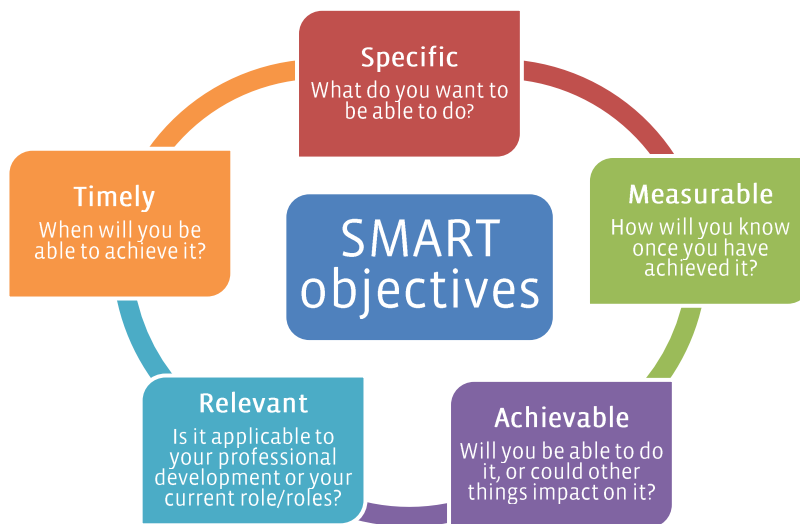 Specific
What do you want to
be able to do?
Measurable
How will you know
once you have
achieved it?
Achievable
Will you be able to do
it, or could other
things impact on it?
Relevant
Is it applicable to
your professional
development or your
current role/roles?
Timely
When will you be
able to achieve it?
SMART
objectives